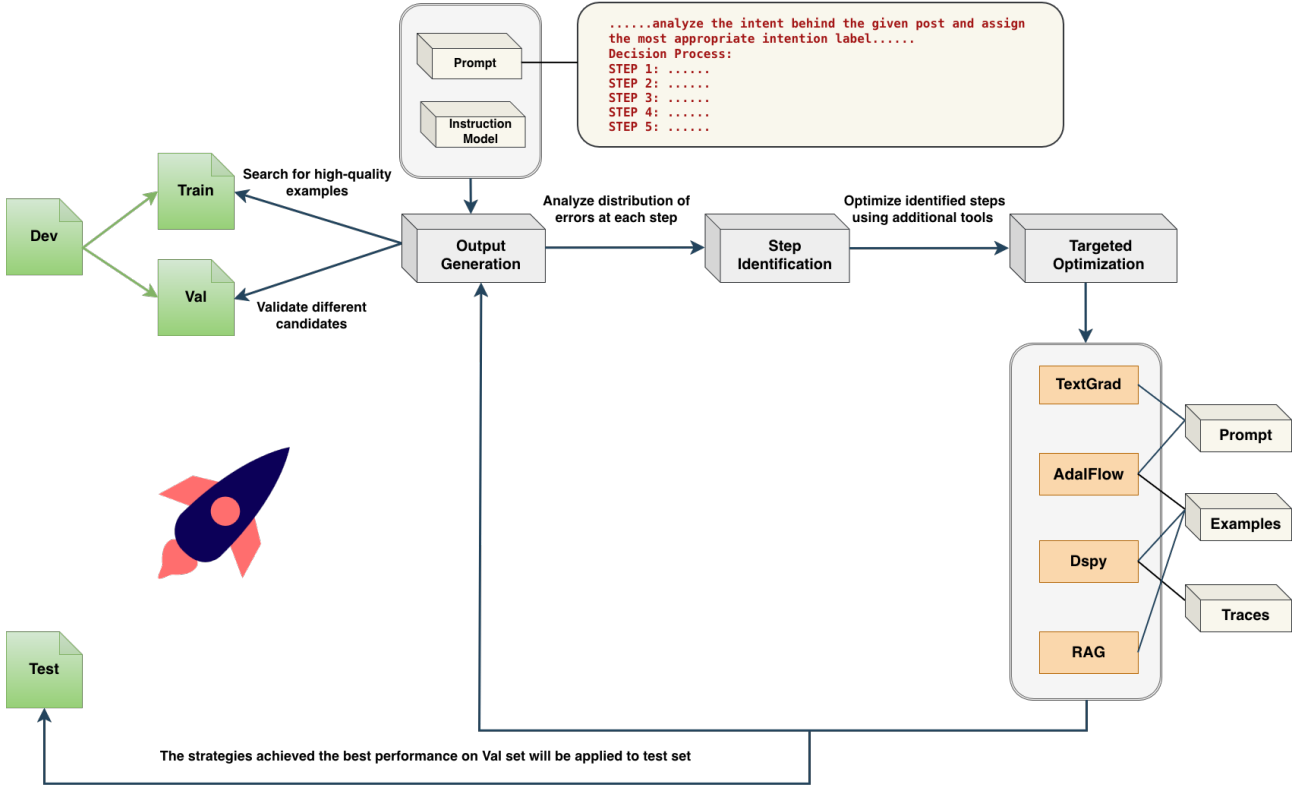 ......analyze the intent behind the given post and assign
the most appropriate intention label......
Decision Process:
STEP 1: ......
STEP 2: ......
STEP 3: ......
STEP 4: ......
STEP 5: ......
Prompt
Instruction
Model
Dev
Train
Val
Search for high-quality
examples
Validate different
candidates
Output
Generation
Analyze distribution of
errors at each step
Step
Identification
Optimize identified steps
using additional tools
Targeted
Optimization
TextGrad
AdalFlow
Dspy
RAG
Prompt
Examples
Traces
Test
The strategies achieved the best performance on Val set will be applied to test set